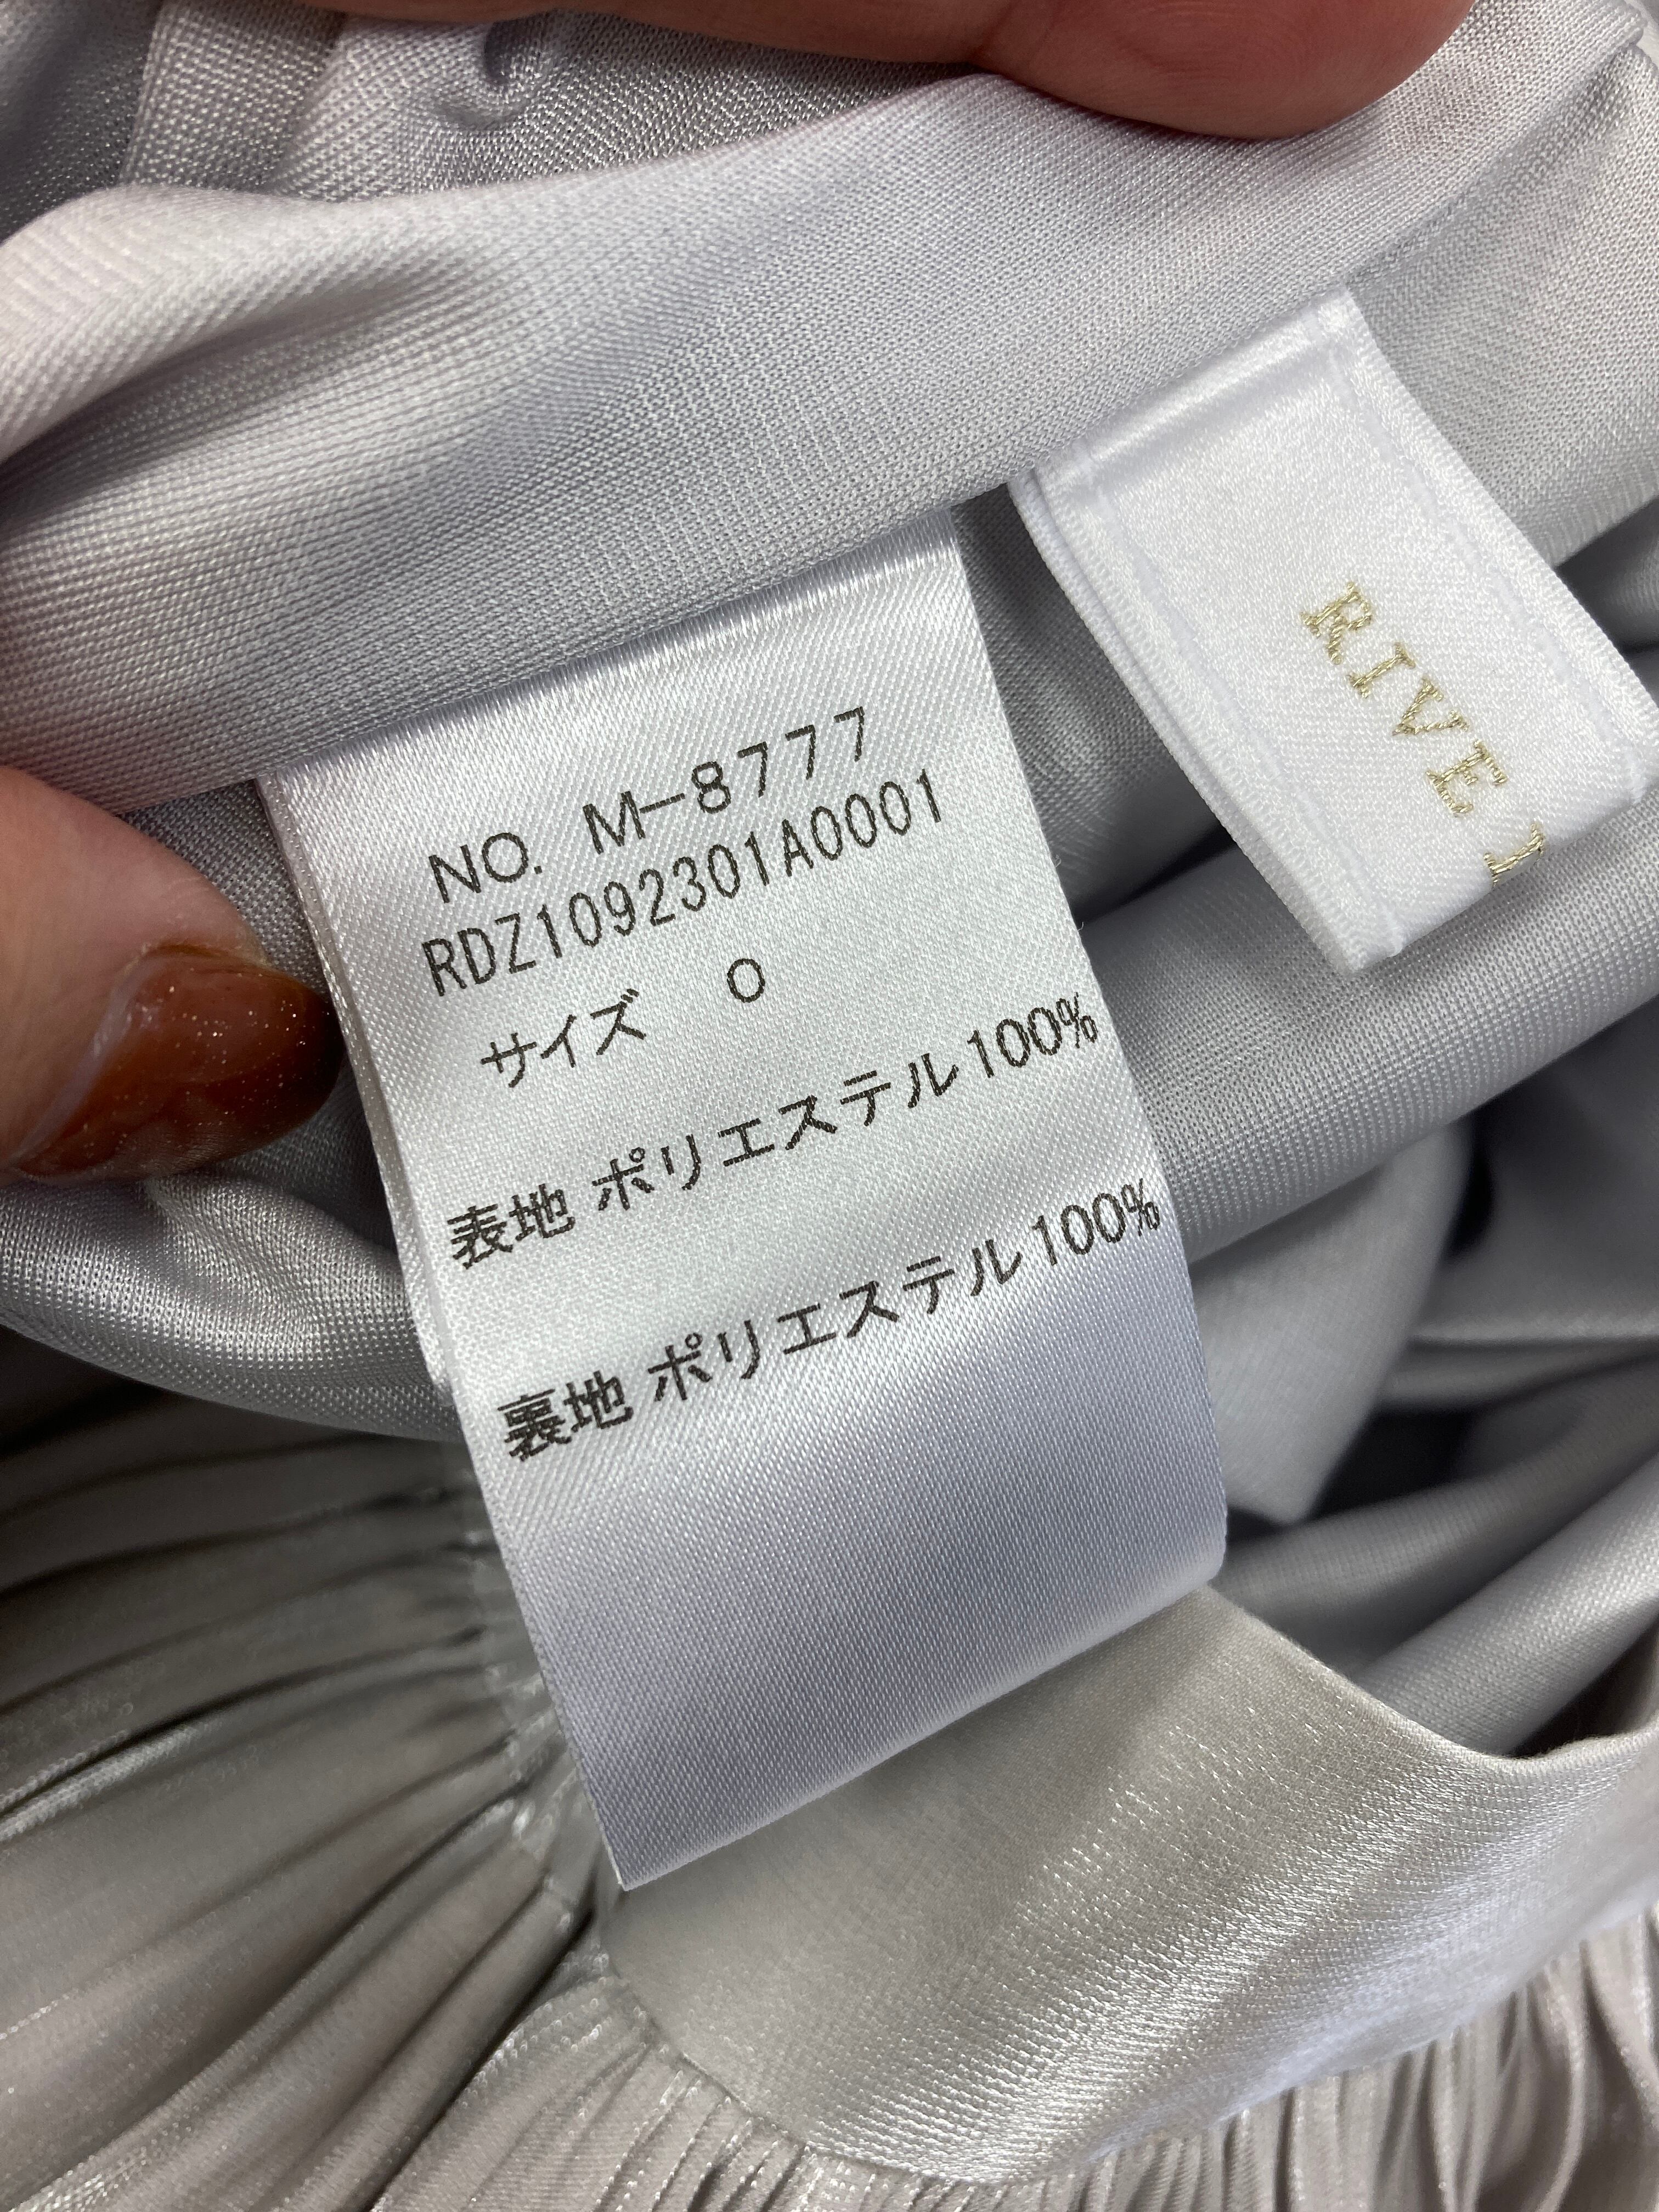 NO. M-8777
RDZ1092301A0001
サイズ 0
表地 ポリエステル100%
裏地 ポリエステル100%
RIVE